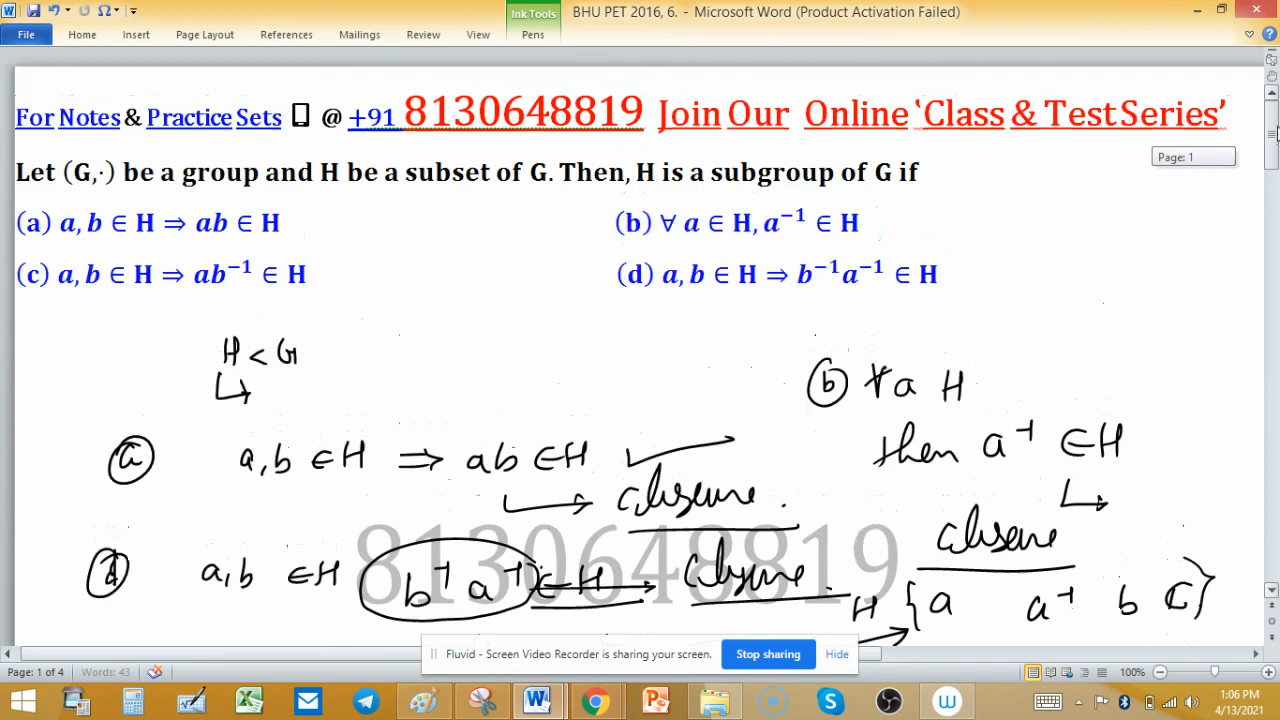 Ink Tools
BHU PET 2016, 6. - Microsoft Word (Product Activation Failed)
File Home Insert Page Layout References Mailings Review View Pens
For Notes & Practice Sets @ +91 8130648819 Join Our Online 'Class & Test Series'
Page: 1
Let (G,·) be a group and H be a subset of G. Then, H is a subgroup of G if
(a) a, b ∈ H ⇒ ab ∈ H (b) ∀ a ∈ H, a⁻¹ ∈ H
(c) a, b ∈ H ⇒ ab⁻¹ ∈ H (d) a, b ∈ H ⇒ b⁻¹a⁻¹ ∈ H
H < G
(b) ∀ a H
then a⁻¹ ∈ H
(a) a, b ∈ H ⇒ ab ∈ H
8130648819
(d) a, b ∈ H b⁻¹ a⁻¹ ∈ H
H { a a⁻¹ b c }
Fluvid - Screen Video Recorder is sharing your screen. Stop sharing Hide
Page: 1 of 4 Words: 43 100%
1:06 PM
4/13/2021